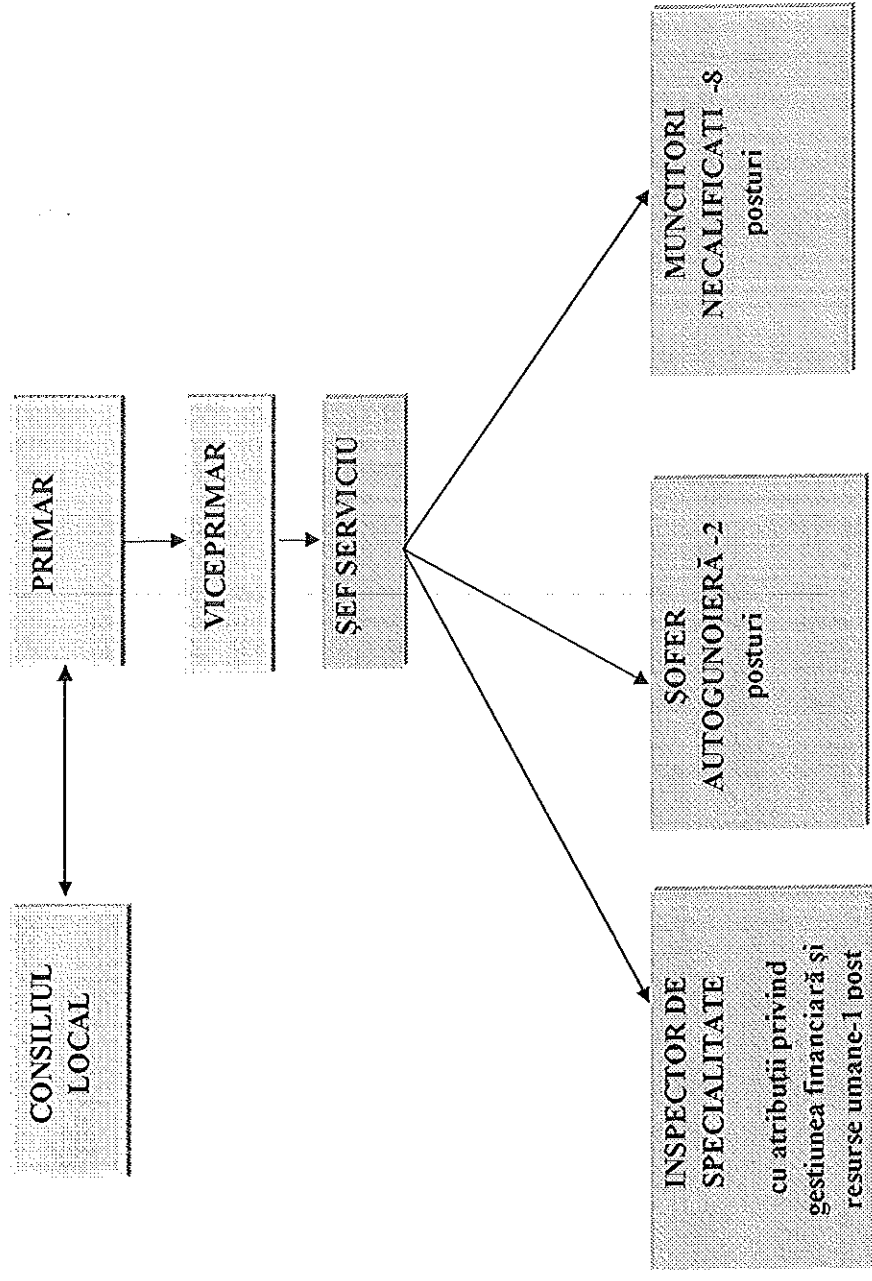 CONSILIUL
LOCAL
PRIMAR
VICEPRIMAR
ŞEF SERVICIU
INSPECTOR DE
SPECIALITATE
cu atribuţii privind
gestiunea financiară şi
resurse umane-1 post
ŞOFER
AUTOGUNOIERĂ -2
posturi
MUNCITORI
NECALIFICAŢI -8
posturi